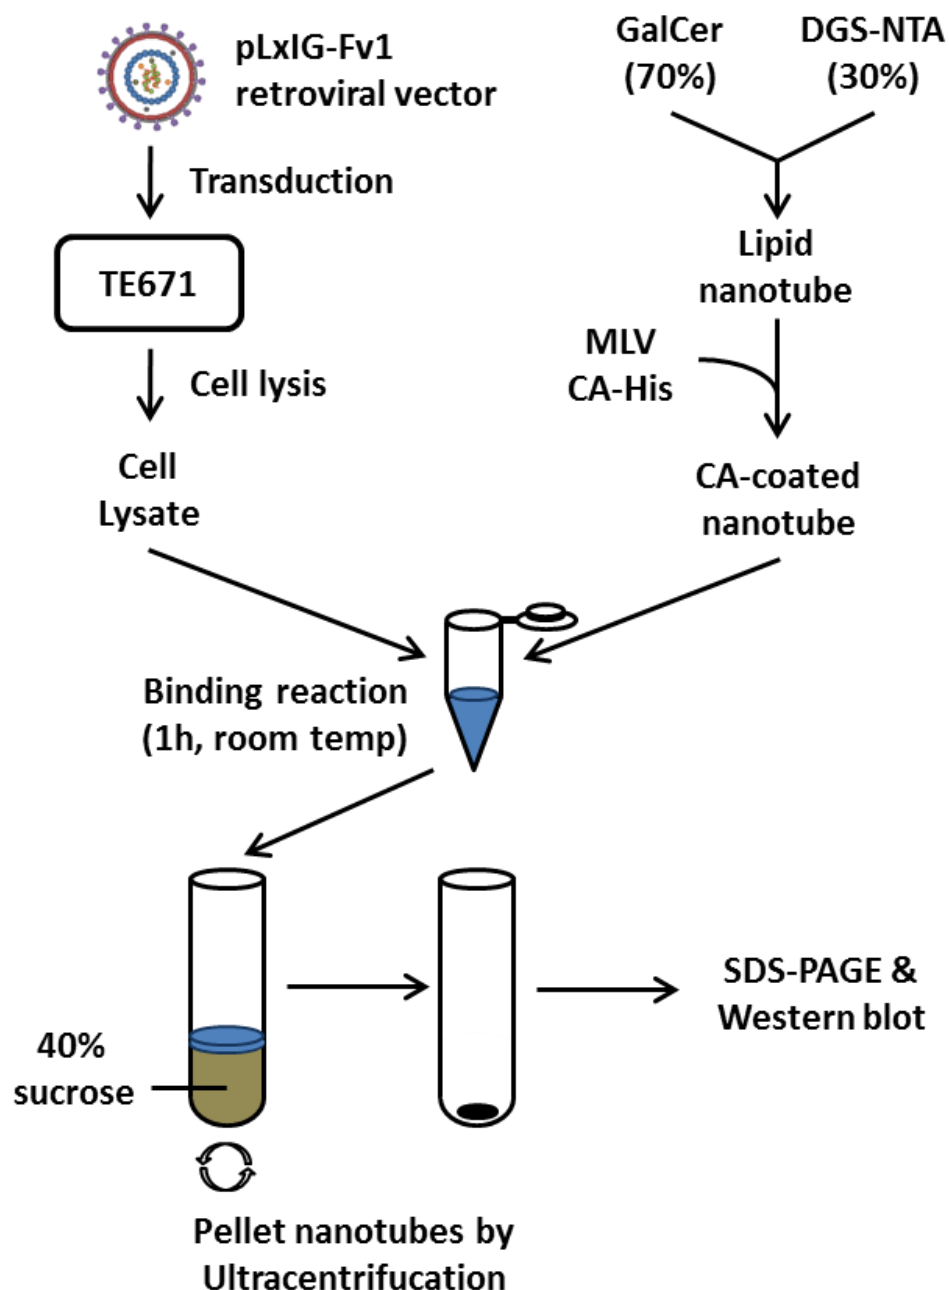 pLxIG-Fv1
retroviral vector
GalCer
(70%)
DGS-NTA
(30%)
Transduction
TE671
Lipid
nanotube
Cell lysis
MLV
CA-His
Cell
Lysate
CA-coated
nanotube
Binding reaction
(1h, room temp)
40%
sucrose
SDS-PAGE &
Western blot
Pellet nanotubes by
Ultracentrifucation